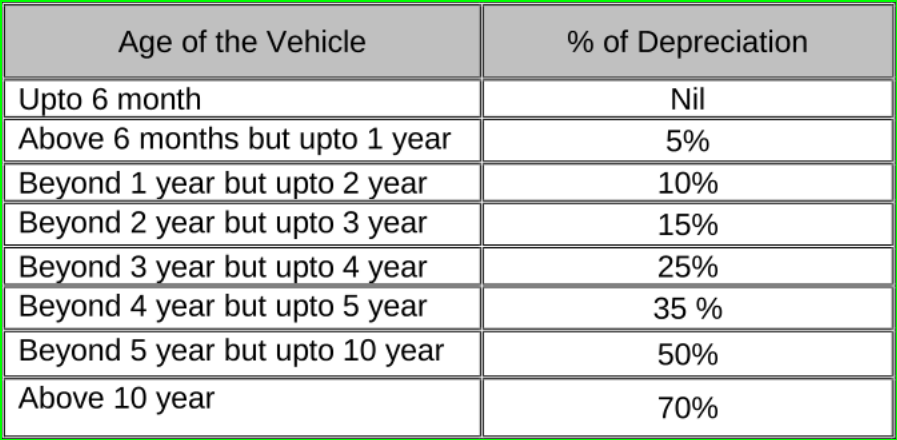 Age of the Vehicle % of Depreciation
Upto 6 month Nil
Above 6 months but upto 1 year 5%
Beyond 1 year but upto 2 year 10%
Beyond 2 year but upto 3 year 15%
Beyond 3 year but upto 4 year 25%
Beyond 4 year but upto 5 year 35 %
Beyond 5 year but upto 10 year 50%
Above 10 year 70%